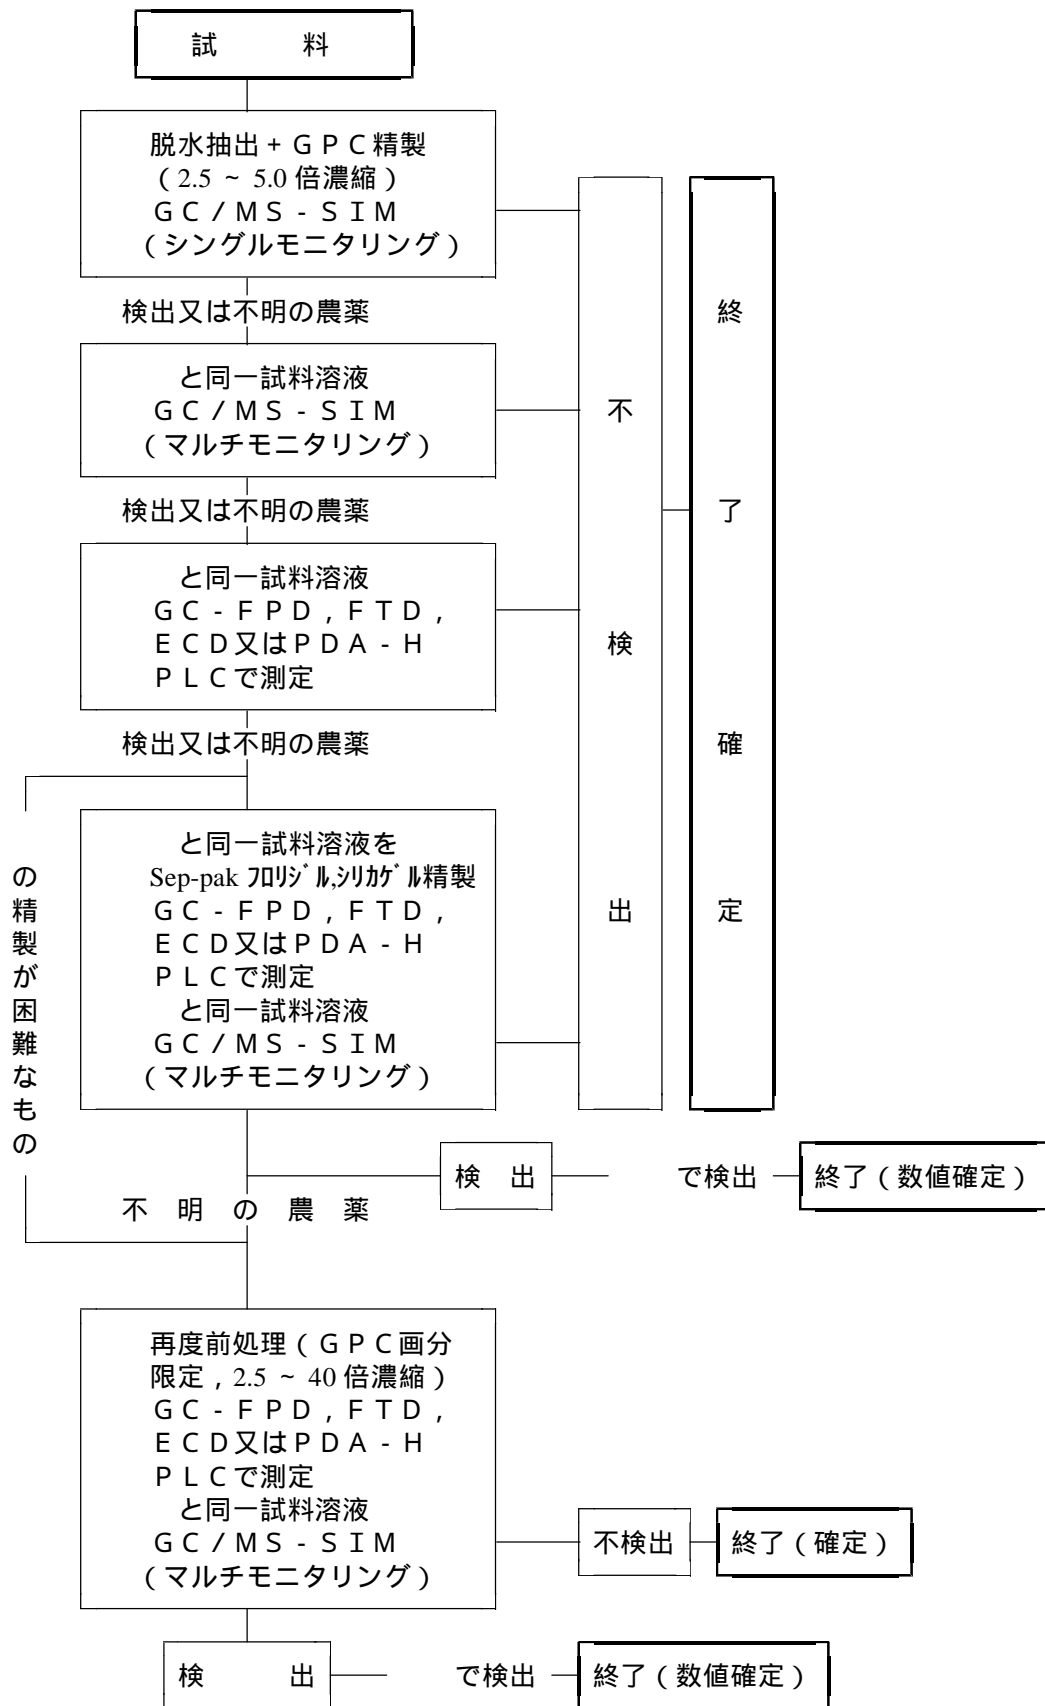 試　　料
脱水抽出＋ＧＰＣ精製
（2.5 ～ 5.0 倍濃縮）
ＧＣ／ＭＳ－ＳＩＭ
（シングルモニタリング）
検出又は不明の農薬
と同一試料溶液
ＧＣ／ＭＳ－ＳＩＭ
（マルチモニタリング）
検出又は不明の農薬
と同一試料溶液
ＧＣ－ＦＰＤ，ＦＴＤ，
ＥＣＤ又はＰＤＡ－Ｈ
ＰＬＣで測定
検出又は不明の農薬
不検出
終了確定
の精製が困難なもの
と同一試料溶液を
Sep-pak ﾌﾛﾘｼﾞﾙ,ｼﾘｶｹﾞﾙ精製
ＧＣ－ＦＰＤ，ＦＴＤ，
ＥＣＤ又はＰＤＡ－Ｈ
ＰＬＣで測定
と同一試料溶液
ＧＣ／ＭＳ－ＳＩＭ
（マルチモニタリング）
検　出　　で検出　終了（数値確定）
不　明　の　農　薬
再度前処理（ＧＰＣ画分
限定，2.5 ～ 40 倍濃縮）
ＧＣ－ＦＰＤ，ＦＴＤ，
ＥＣＤ又はＰＤＡ－Ｈ
ＰＬＣで測定
と同一試料溶液
ＧＣ／ＭＳ－ＳＩＭ
（マルチモニタリング）
不検出　終了（確定）
検　　出　　で検出　終了（数値確定）